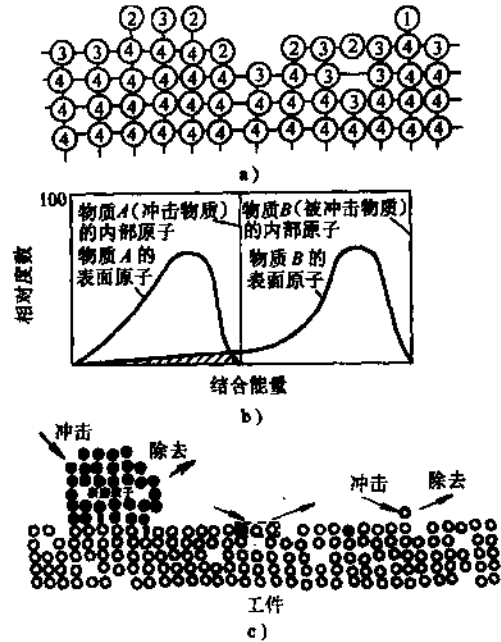 2 3 2 1
3 3 4 4 4 2 2 3 2 3 4 3
4 4 4 4 4 4 3 4 3 3 4 4
4 4 4 4 4 4 4 4 4 3 4 4 4
4 4 4 4 4 4 4 4 4 4 4 4 4
a)
100
相对度数
物质A(冲击物质)
的内部原子
物质A的
表面原子
物质B(被冲击物质)
的内部原子
物质B的
表面原子
结合能量
b)
冲击
除去
冲击
除去
工件
c)